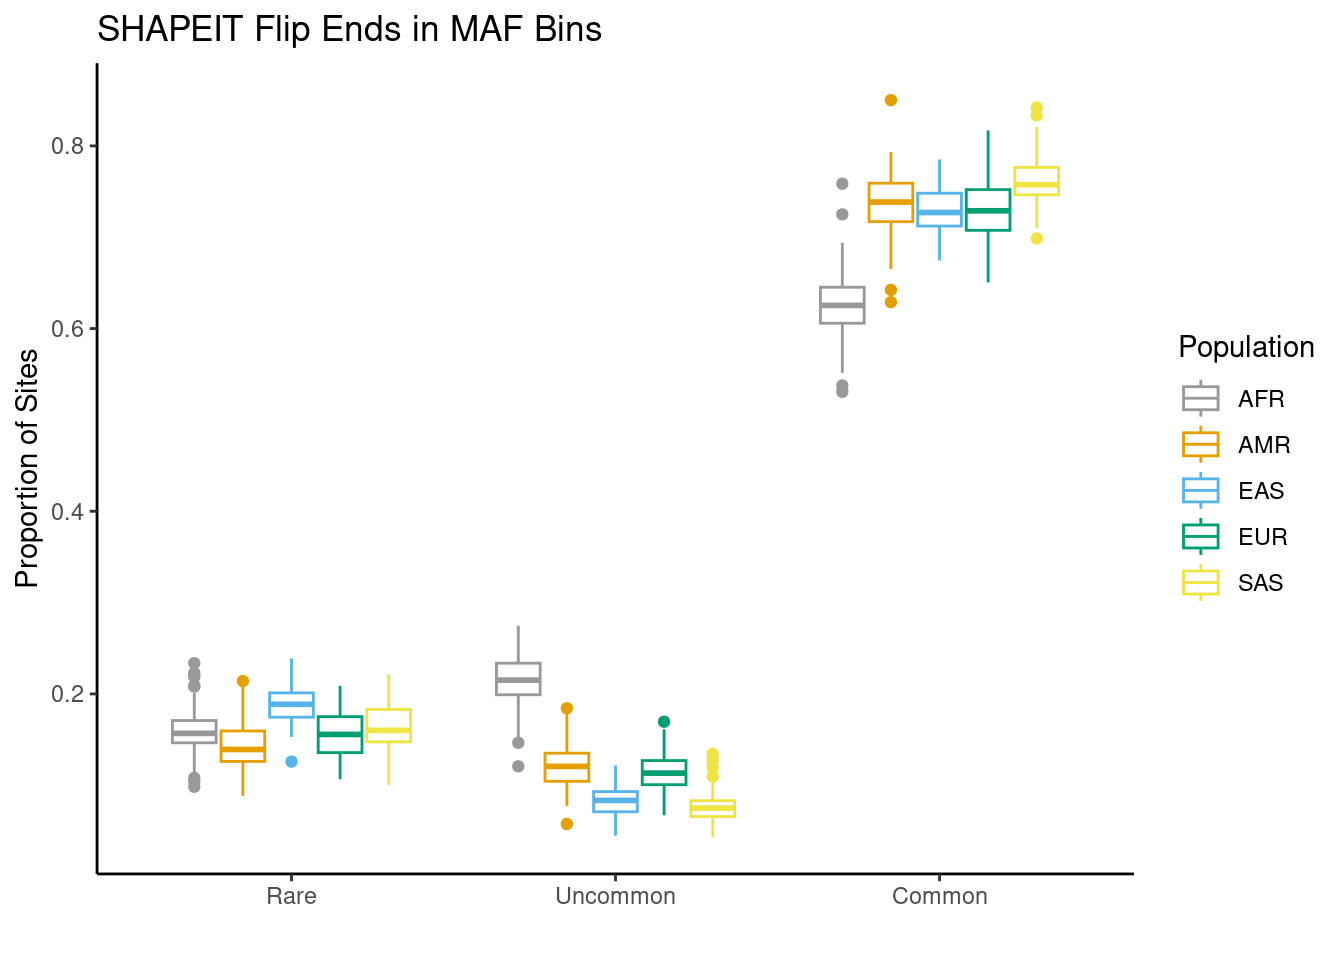 SHAPEIT Flip Ends in MAF Bins
Proportion of Sites
0.8
0.6
0.4
0.2
Rare
Uncommon
Common
Population
AFR
AMR
EAS
EUR
SAS